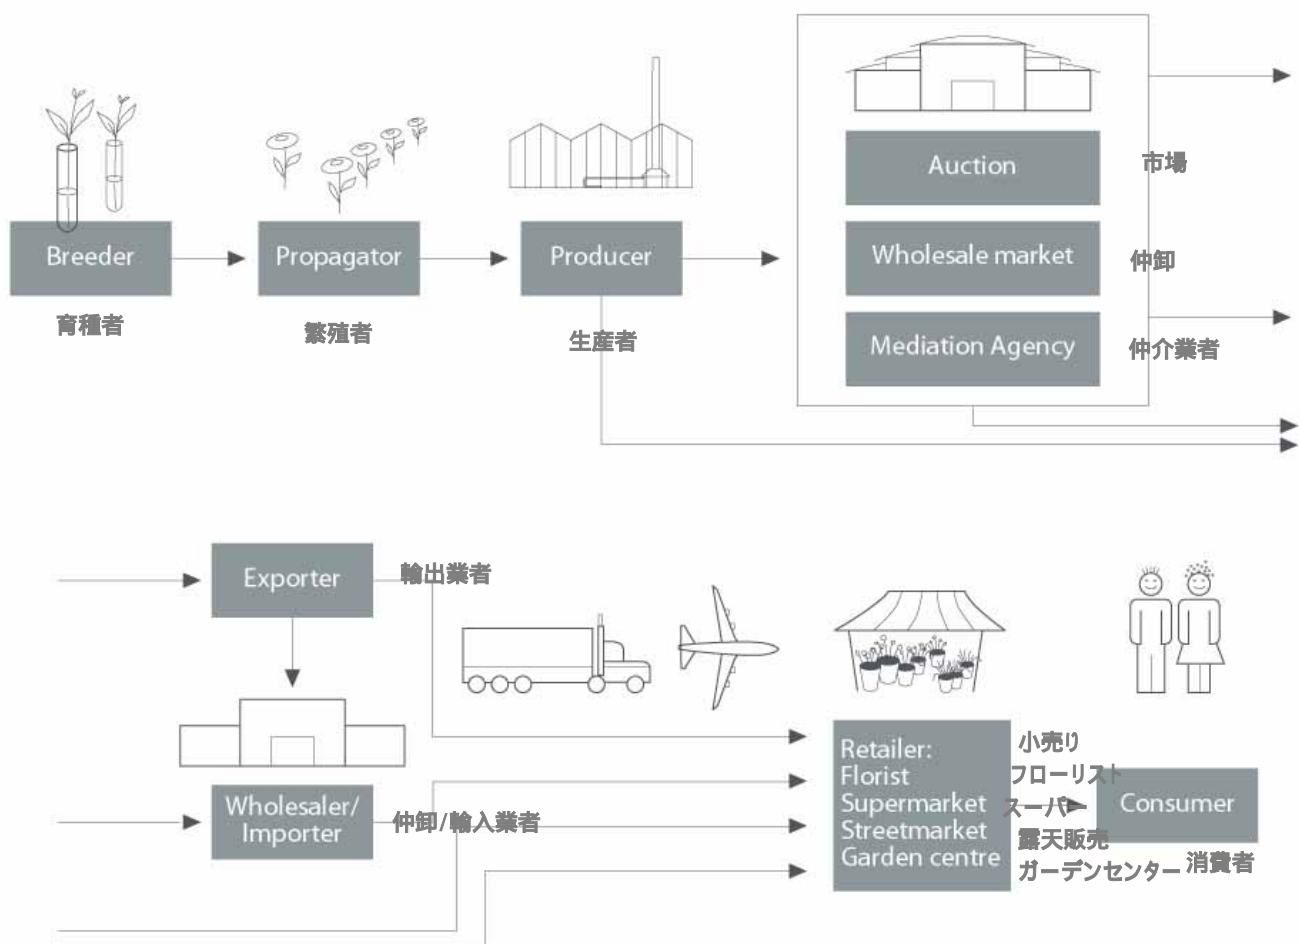 Auction
市場
Breeder
Propagator
Producer
Wholesale market
仲卸
育種者
繁殖者
生産者
Mediation Agency
仲介業者
Exporter
輸出業者
Retailer:
小売り
Florist
フローリスト
Supermarket
スーパー
Streetmarket
露天販売
Garden centre
ガーデンセンター
Wholesaler/
Importer
仲卸/輸入業者
Consumer
消費者